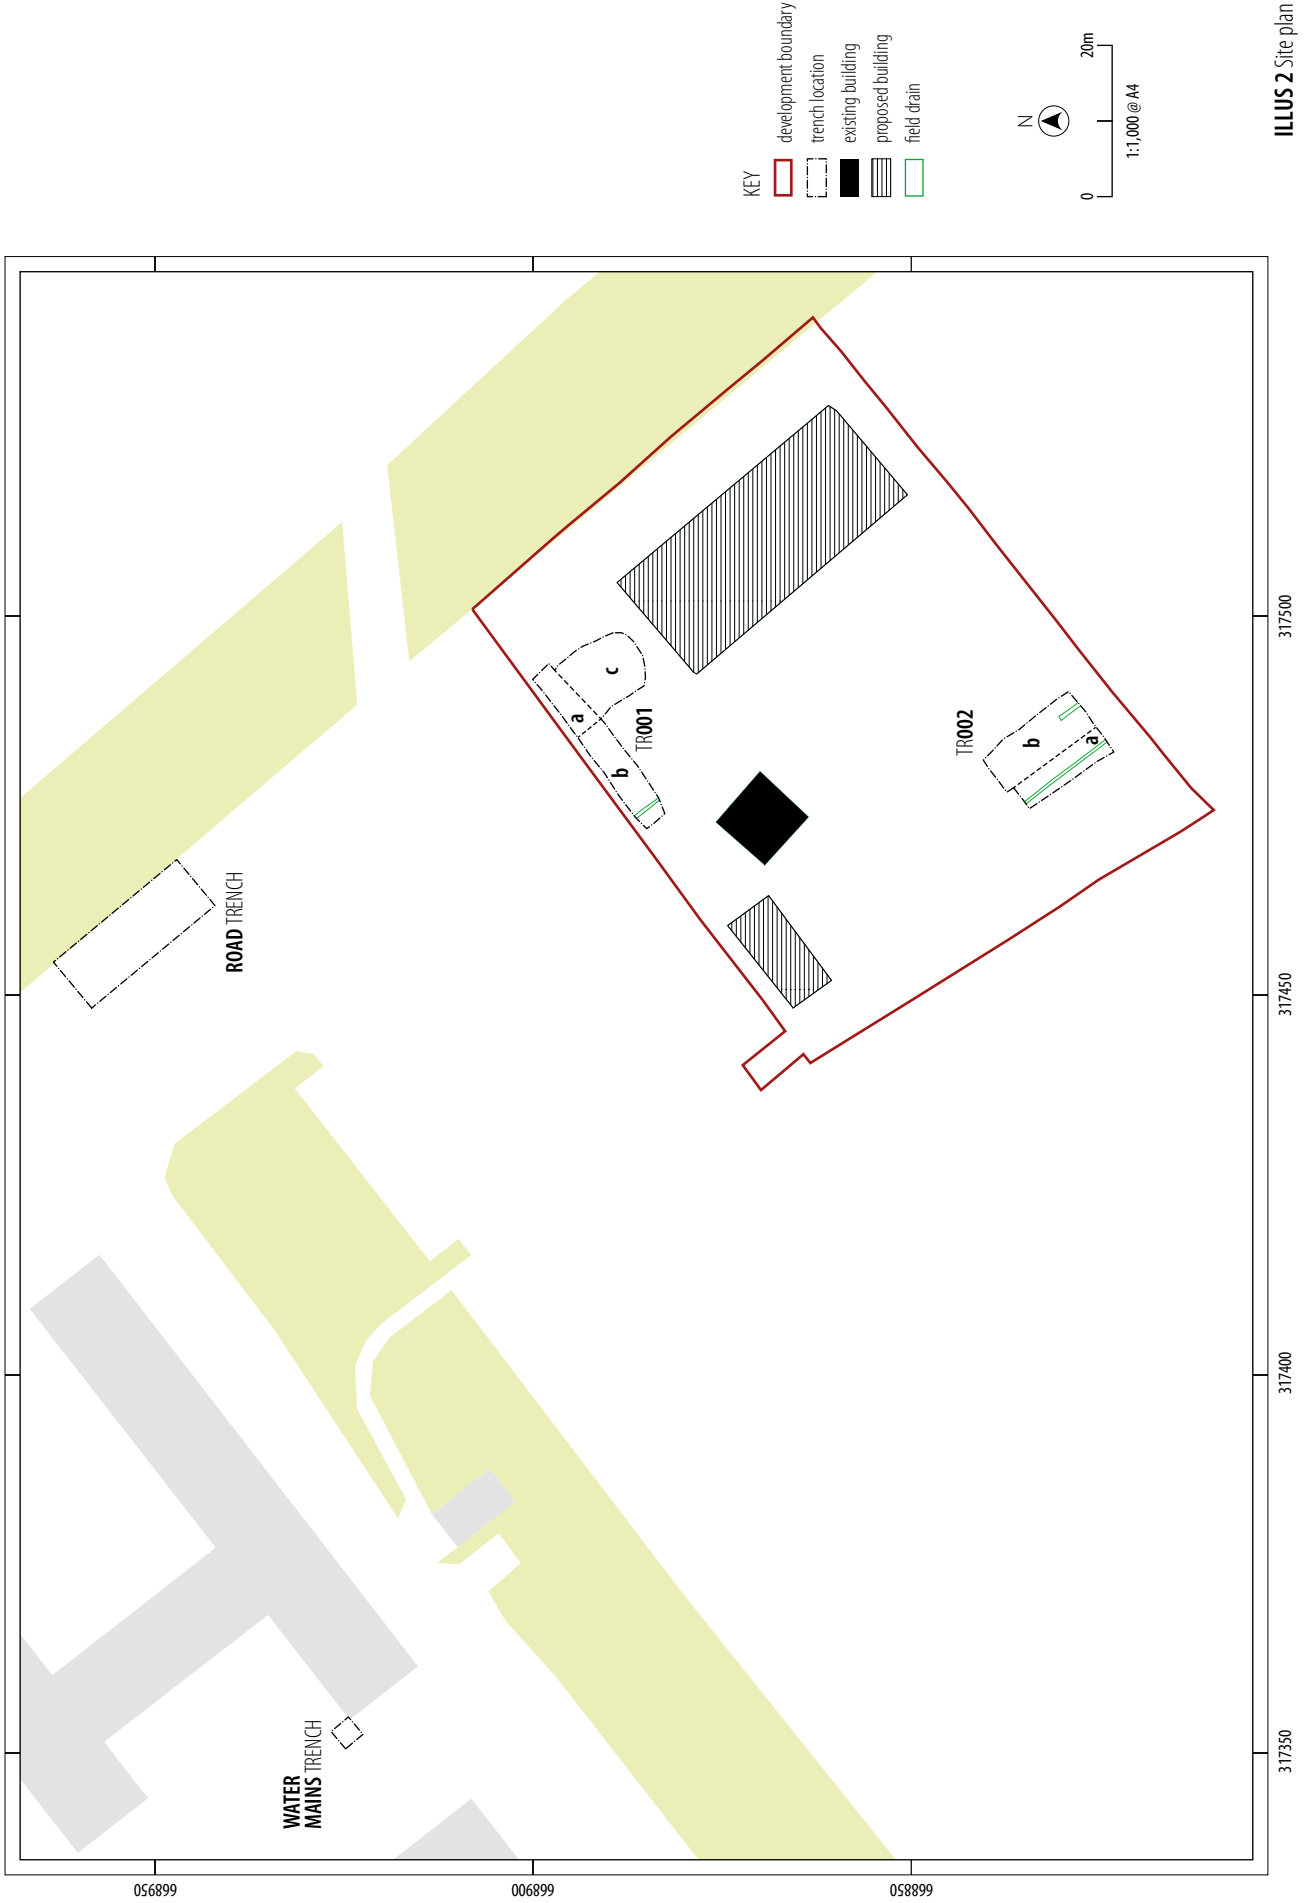 KEY
development boundary
trench location
existing building
proposed building
field drain
N
0
20m
1:1,000 @ A4
ROAD TRENCH
WATER
MAINS TRENCH
a
b
c
TR001
TR002
b
a
668950
668900
668850
317350
317400
317450
317500
ILLUS 2 Site plan